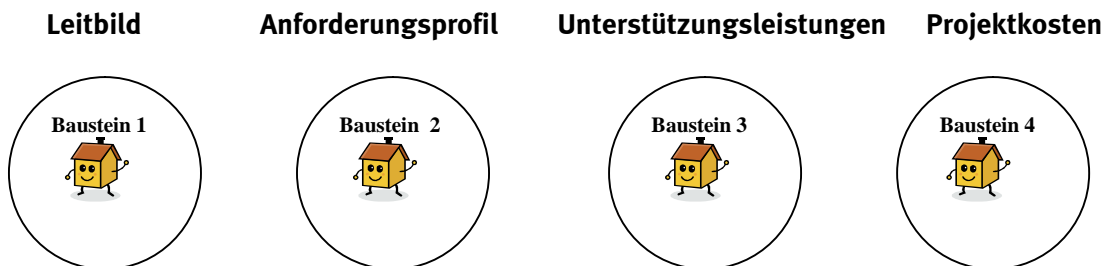 Leitbild Anforderungsprofil Unterstützungsleistungen Projektkosten
Baustein 1 Baustein 2 Baustein 3 Baustein 4